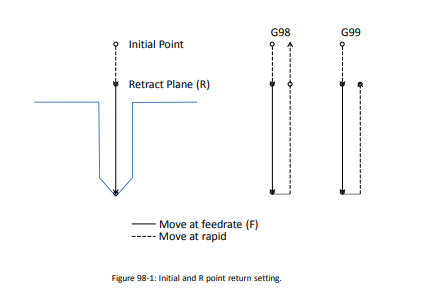 G98
G99
Initial Point
Retract Plane (R)
Move at feedrate (F)
Move at rapid
Figure 98-1: Initial and R point return setting.